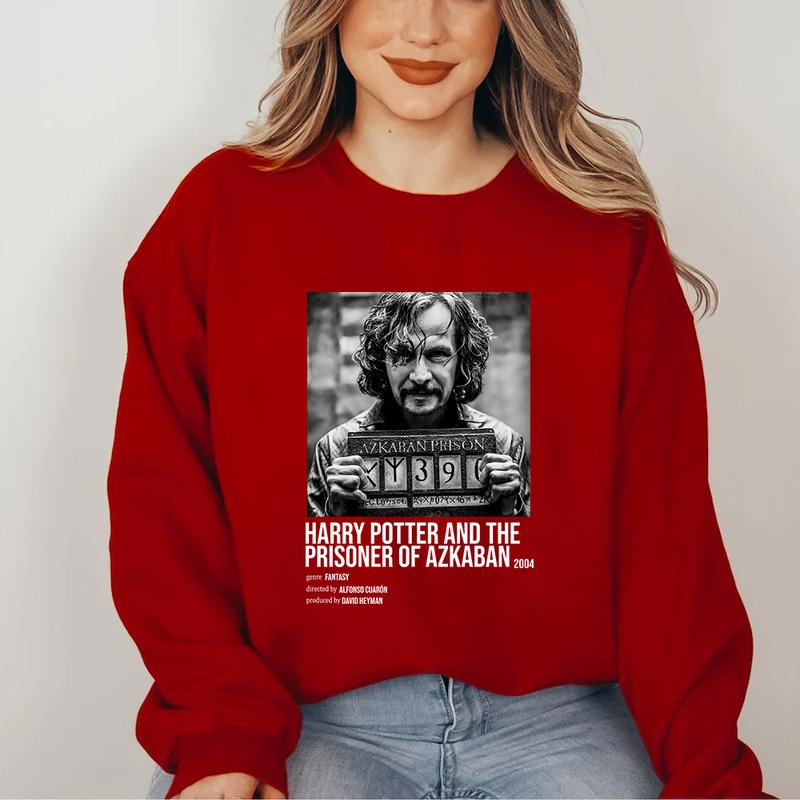 AZKABAN PRISON
390
HARRY POTTER AND THE
PRISONER OF AZKABAN 2004
genre FANTASY
directed by ALFONSO CUARÓN
produced by DAVID HEYMAN